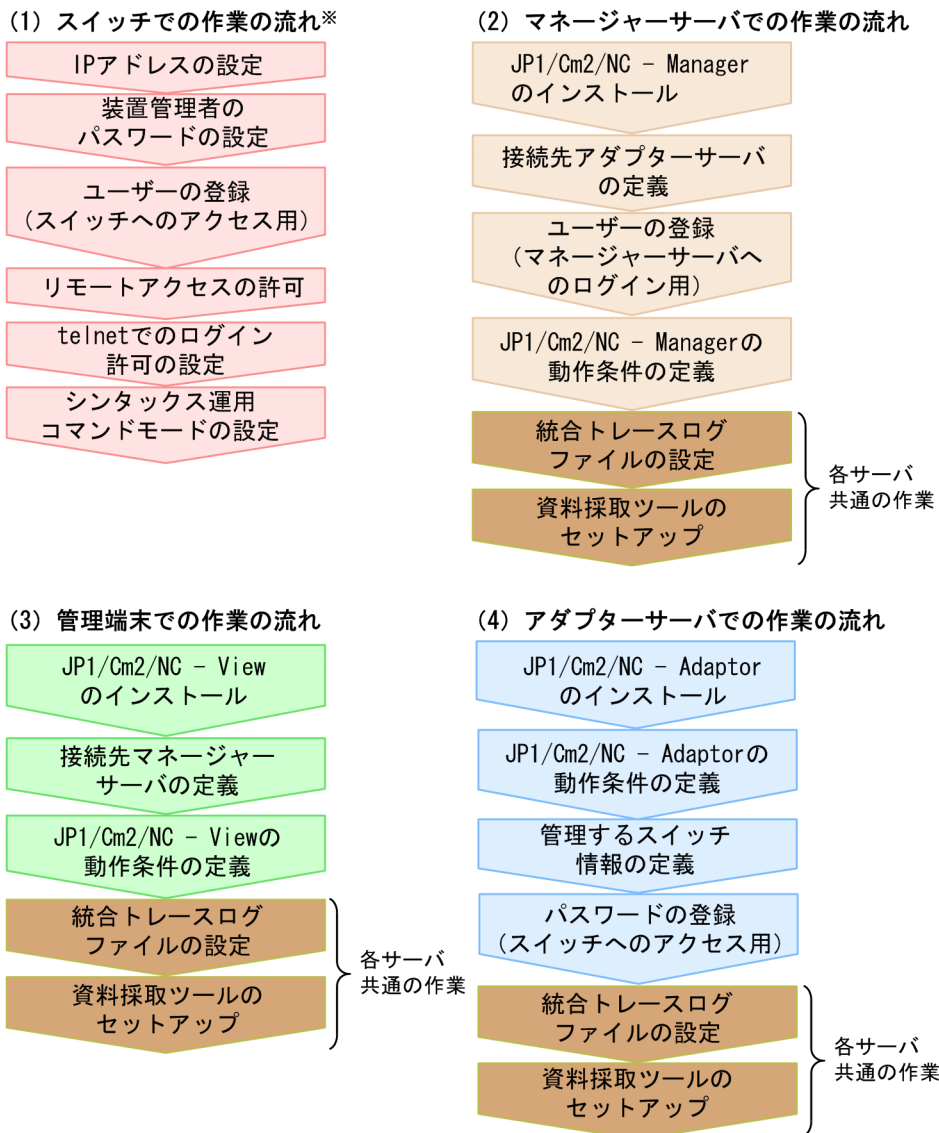 (1) スイッチでの作業の流れ※
IPアドレスの設定
装置管理者の
パスワードの設定
ユーザーの登録
(スイッチへのアクセス用)
リモートアクセスの許可
telnetでのログイン
許可の設定
シンタックス運用
コマンドモードの設定
(2) マネージャーサーバでの作業の流れ
JP1/Cm2/NC - Manager
のインストール
接続先アダプターサーバ
の定義
ユーザーの登録
(マネージャーサーバへ
のログイン用)
JP1/Cm2/NC - Managerの
動作条件の定義
統合トレースログ
ファイルの設定
資料採取ツールの
セットアップ
各サーバ
共通の作業
(3) 管理端末での作業の流れ
JP1/Cm2/NC - View
のインストール
接続先マネージャー
サーバの定義
JP1/Cm2/NC - Viewの
動作条件の定義
統合トレースログ
ファイルの設定
資料採取ツールの
セットアップ
各サーバ
共通の作業
(4) アダプターサーバでの作業の流れ
JP1/Cm2/NC - Adaptor
のインストール
JP1/Cm2/NC - Adaptorの
動作条件の定義
管理するスイッチ
情報の定義
パスワードの登録
(スイッチへのアクセス用)
統合トレースログ
ファイルの設定
資料採取ツールの
セットアップ
各サーバ
共通の作業